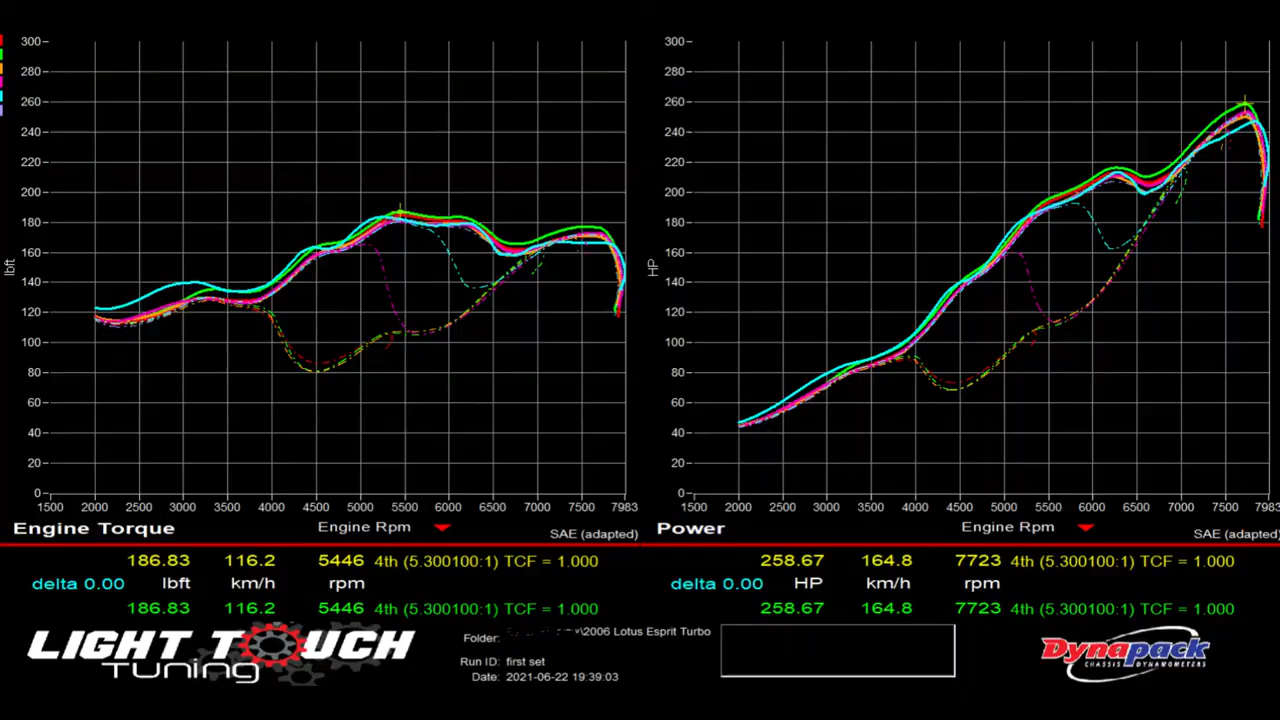 300
280
260
240
220
200
180
160
140
120
100
80
60
40
20
0
lbft
1500 2000 2500 3000 3500 4000 4500 5000 5500 6000 6500 7000 7500 7983
Engine Torque
Engine Rpm
SAE (adapted)
300
280
260
240
220
200
180
160
140
120
100
80
60
40
20
0
HP
1500 2000 2500 3000 3500 4000 4500 5000 5500 6000 6500 7000 7500 7983
Power
Engine Rpm
SAE (adapted)
186.83 116.2 5446 4th (5.300100:1) TCF = 1.000
delta 0.00 lbft km/h rpm
186.83 116.2 5446 4th (5.300100:1) TCF = 1.000
258.67 164.8 7723 4th (5.300100:1) TCF = 1.000
delta 0.00 HP km/h rpm
258.67 164.8 7723 4th (5.300100:1) TCF = 1.000
LIGHT TOUCH
Tuning
Folder: \2006 Lotus Esprit Turbo
Run ID: first set
Date: 2021-06-22 19:39:03
Dynapack
CHASSIS DYNAMOMETERS